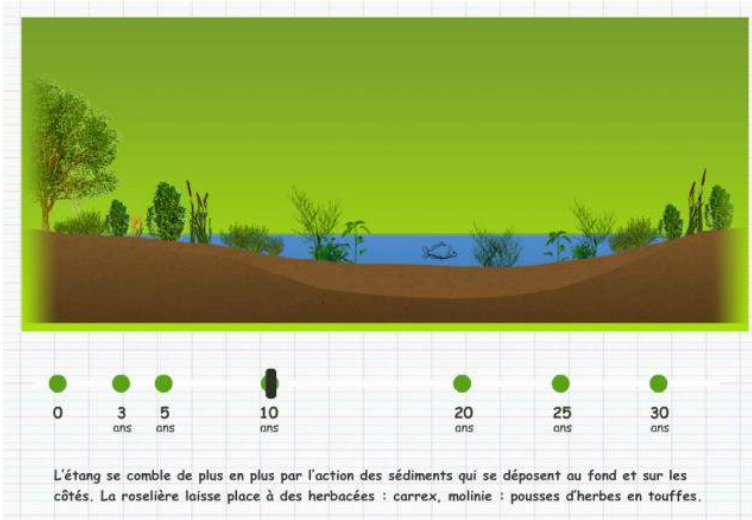 0 3 5 10 20 25 30
ans ans ans ans ans ans
L'étang se comble de plus en plus par l'action des sédiments qui se déposent au fond et sur les
côtés. La roselière laisse place à des herbacées : carrex, molinie : pousses d'herbes en touffes.